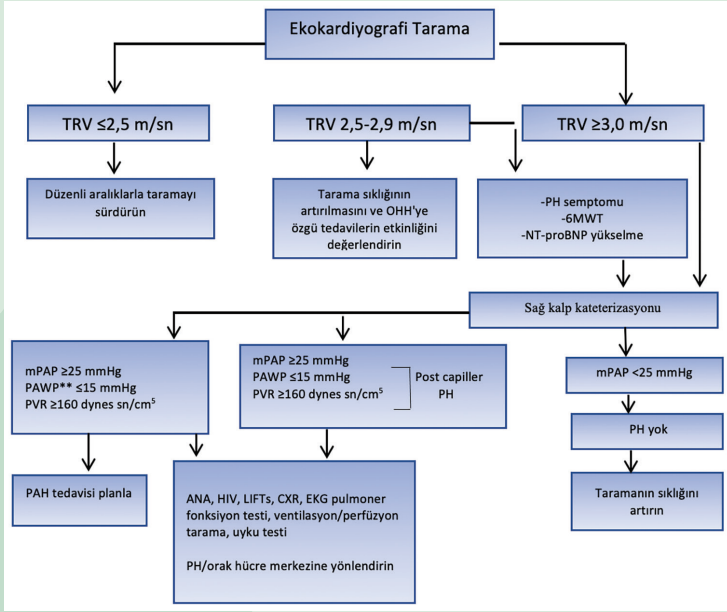 Ekokardiyografi Tarama
TRV ≤2,5 m/sn
TRV 2,5-2,9 m/sn
TRV ≥3,0 m/sn
Düzenli aralıklarla taramayı
sürdürün
Tarama sıklığının
artırılmasını ve OHH'ye
özgü tedavilerin etkinliğini
değerlendirin
-PH semptomu
-6MWT
-NT-proBNP yükselme
Sağ kalp kateterizasyonu
mPAP ≥25 mmHg
PAWP** ≤15 mmHg
PVR ≥160 dynes sn/cm⁵
mPAP ≥25 mmHg
PAWP ≤15 mmHg
PVR ≥160 dynes sn/cm⁵
Post capiller
PH
mPAP <25 mmHg
PH yok
Taramanın sıklığını
artırın
PAH tedavisi planla
ANA, HIV, LIFTs, CXR, EKG pulmoner
fonksiyon testi, ventilasyon/perfüzyon
tarama, uyku testi
PH/orak hücre merkezine yönlendirin